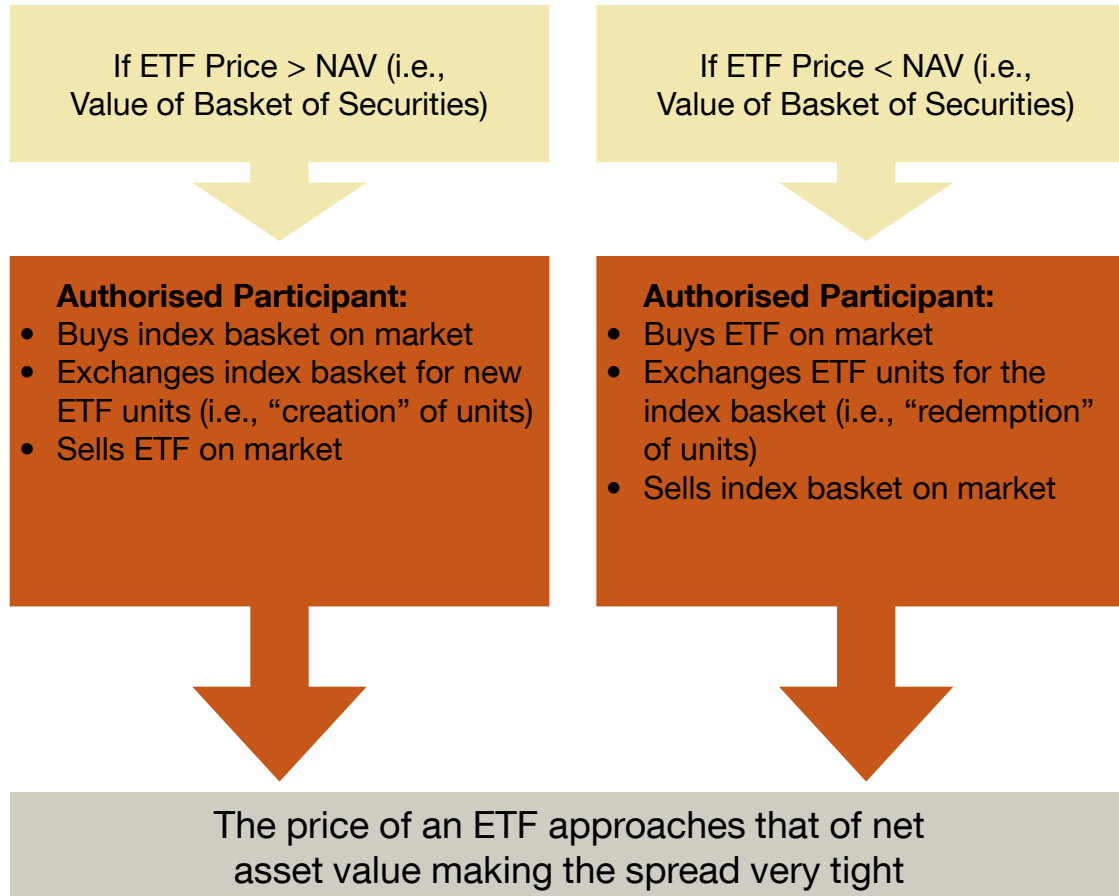 If ETF Price > NAV (i.e.,
Value of Basket of Securities)
If ETF Price < NAV (i.e.,
Value of Basket of Securities)
Authorised Participant:
• Buys index basket on market
• Exchanges index basket for new
ETF units (i.e., “creation” of units)
• Sells ETF on market
Authorised Participant:
• Buys ETF on market
• Exchanges ETF units for the
index basket (i.e., “redemption”
of units)
• Sells index basket on market
The price of an ETF approaches that of net
asset value making the spread very tight